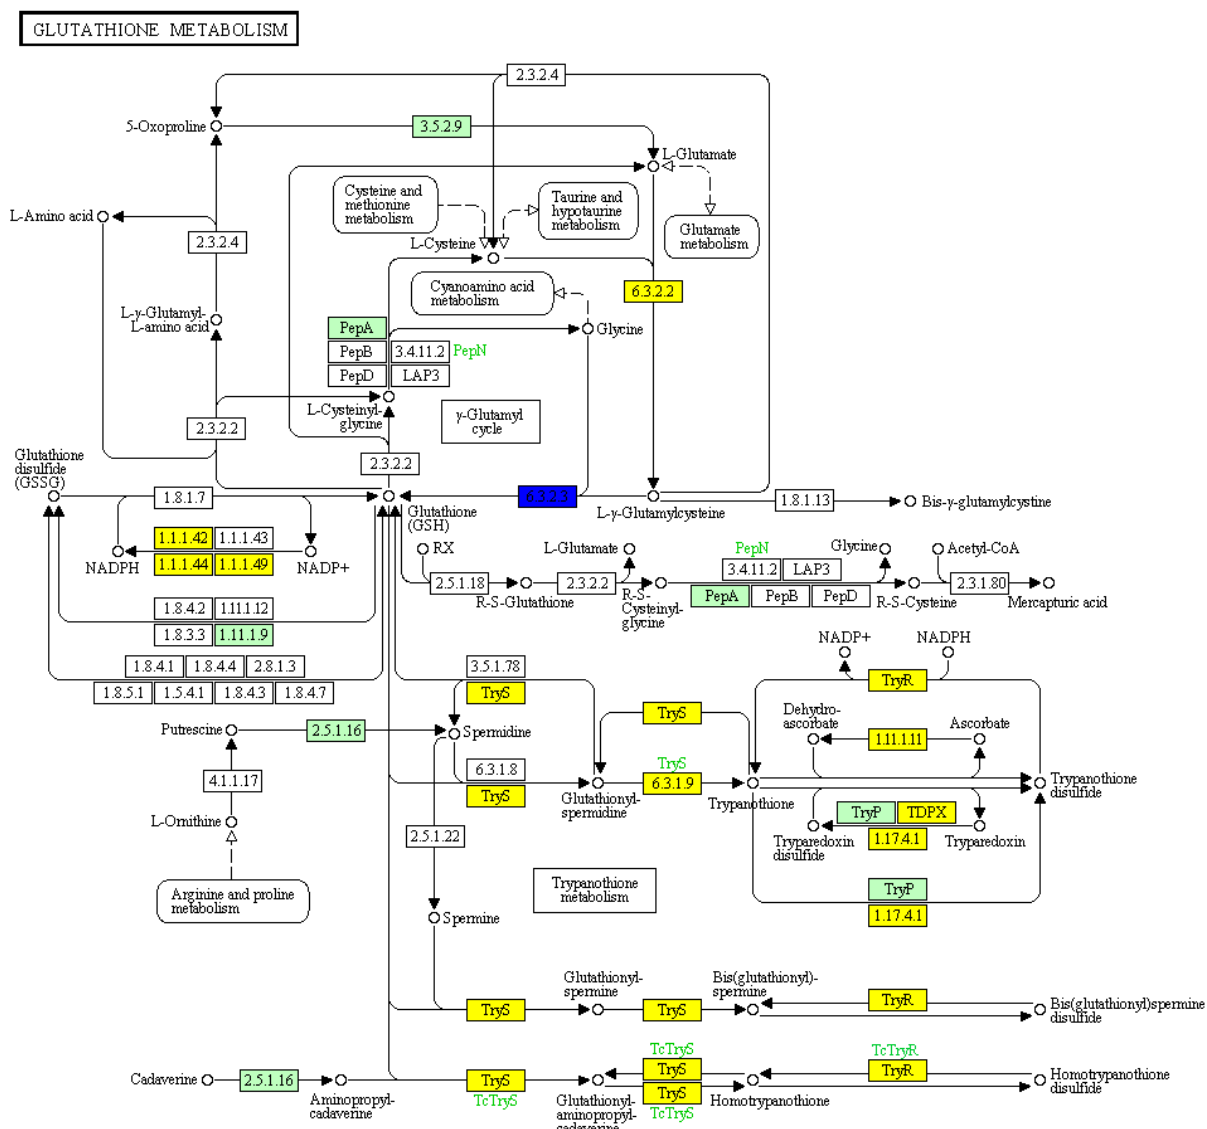 GLUTATHIONE METABOLISM
2.3.2.4
5-Oxoproline
3.5.2.9
L-Glutamate
Cysteine and
methionine
metabolism
Taurine and
hypotaurine
metabolism
L-Amino acid
Glutamate
metabolism
2.3.2.4
L-Cysteine
Cyanoamino acid
metabolism
6.3.2.2
L-γ-Glutamyl-
L-amino acid
PepA
Glycine
PepB
3.4.11.2
PepN
PepD
LAP3
L-Cysteinyl-
glycine
γ-Glutamyl
cycle
2.3.2.2
2.3.2.2
Glutathione
disulfide
(GSSG)
1.8.1.7
6.3.2.3
1.8.1.13
Bis-γ-glutamylcystine
Glutathione
(GSH)
L-γ-Glutamylcysteine
1.1.1.42
1.1.1.43
1.1.1.44
1.1.1.49
NADPH
NADP+
RX
L-Glutamate
PepN
Glycine
Acetyl-CoA
3.4.11.2
LAP3
2.5.1.18
2.3.2.2
2.3.1.80
R-S-Glutathione
R-S-
Cysteinyl-
glycine
PepA
PepB
PepD
R-S-Cysteine
Mercapturic acid
1.8.4.2
1.11.1.12
1.8.3.3
1.11.1.9
1.8.4.1
1.8.4.4
2.8.1.3
1.8.5.1
1.5.4.1
1.8.4.3
1.8.4.7
NADP+
NADPH
3.5.1.78
TryS
TryR
TryS
Dehydro-
ascorbate
Ascorbate
1.11.1.11
Putrescine
2.5.1.16
Spermidine
6.3.1.8
TryS
TryS
6.3.1.9
Glutathionyl-
spermidine
Trypanothione
Trypanothione
disulfide
4.1.1.17
L-Ornithine
2.5.1.22
TryP
TDPX
1.17.4.1
Tryparedoxin
disulfide
Tryparedoxin
Arginine and proline
metabolism
Trypanothione
metabolism
TryP
1.17.4.1
Spermine
Glutathionyl-
spermine
Bis(glutathionyl)-
spermine
TryS
TryS
TryR
Bis(glutathionyl)spermine
disulfide
TcTryS
TcTryR
Cadaverine
2.5.1.16
TryS
TryS
TryR
Homotrypanothione
disulfide
Aminopropyl-
cadaverine
TcTryS
Glutathionyl-
aminopropyl-
cadaverine
TryS
TcTryS
Homotrypanothione